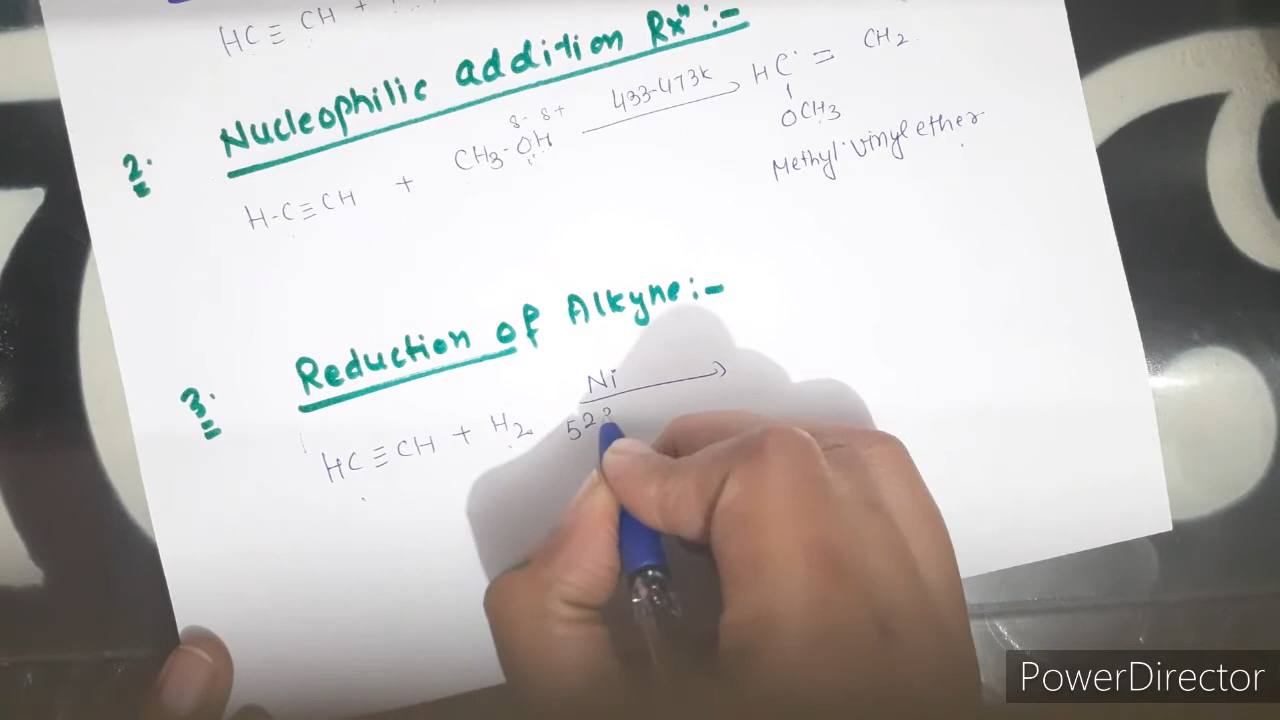 HC ≡ CH +
Nucleophilic addition Rxⁿ :-
2.
H-C≡CH + CH3-OH 433-473K HC = CH2
δ- δ+
OCH3
Methyl Vinyl ether
3.
Reduction of Alkyne:-
HC ≡ CH + H2 Ni
52
PowerDirector